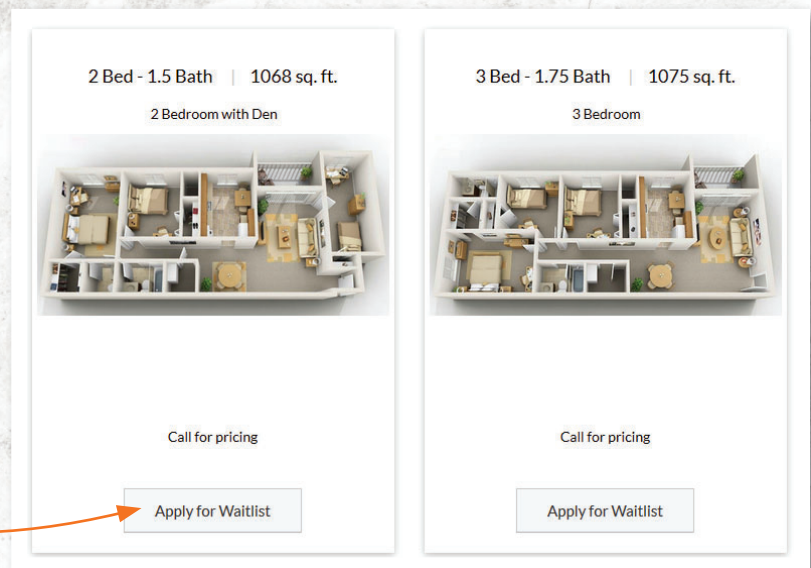 2 Bed - 1.5 Bath | 1068 sq. ft.
2 Bedroom with Den
Call for pricing
Apply for Waitlist
3 Bed - 1.75 Bath | 1075 sq. ft.
3 Bedroom
Call for pricing
Apply for Waitlist